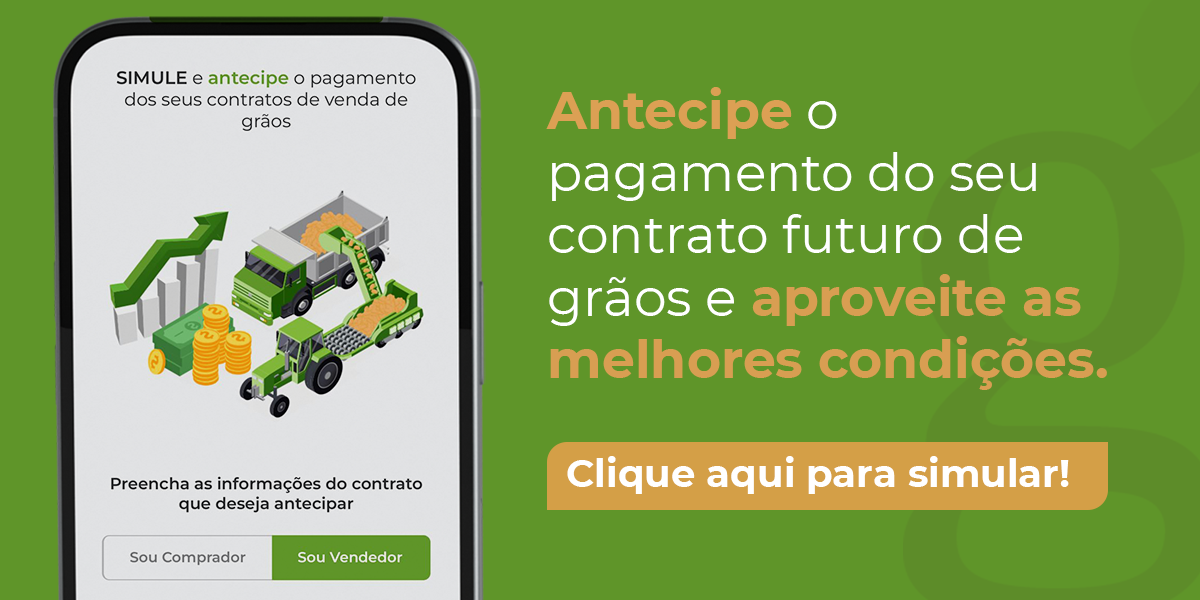 SIMULE e antecipe o pagamento
dos seus contratos de venda de
grãos
Preencha as informações do contrato
que deseja antecipar
Sou Comprador
Sou Vendedor
Antecipe o
pagamento do seu
contrato futuro de
grãos e aproveite as
melhores condições.
Clique aqui para simular!